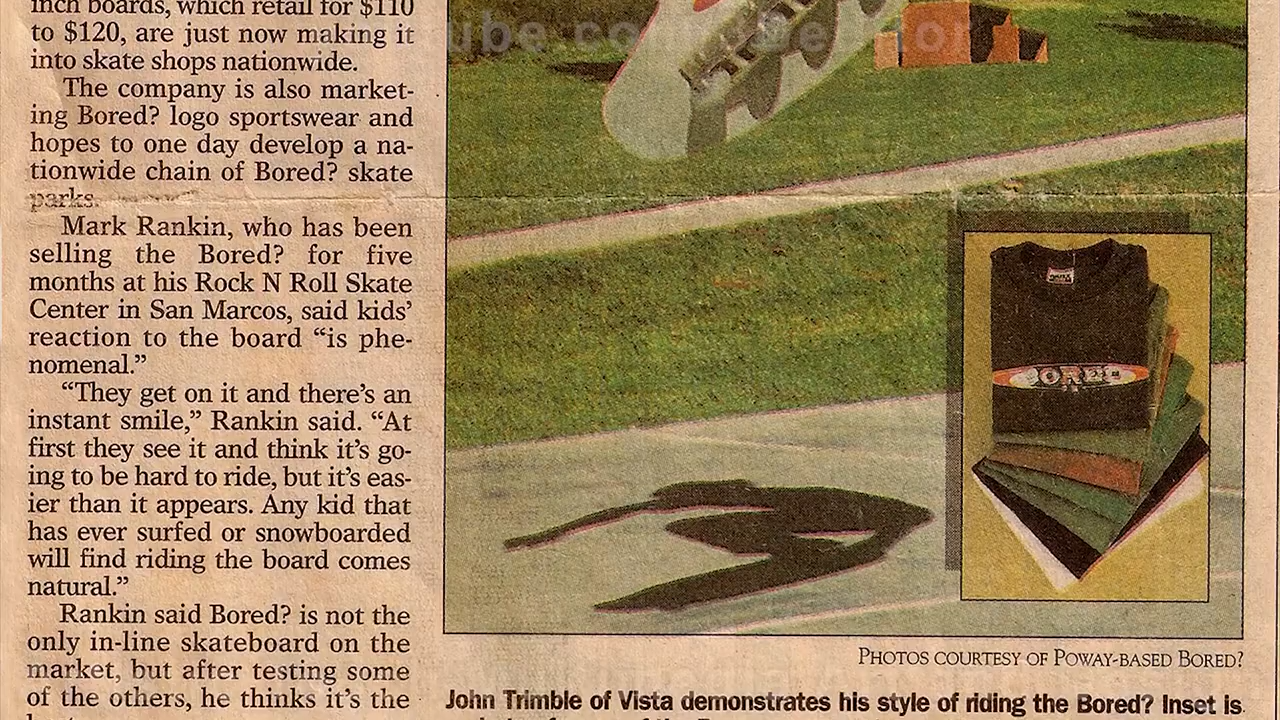 inch boards, which retail for $110
to $120, are just now making it
into skate shops nationwide.
The company is also market-
ing Bored? logo sportswear and
hopes to one day develop a na-
tionwide chain of Bored? skate
parks.
Mark Rankin, who has been
selling the Bored? for five
months at his Rock N Roll Skate
Center in San Marcos, said kids'
reaction to the board “is phe-
nomenal.”
“They get on it and there's an
instant smile,” Rankin said. “At
first they see it and think it's go-
ing to be hard to ride, but it's eas-
ier than it appears. Any kid that
has ever surfed or snowboarded
will find riding the board comes
natural.”
Rankin said Bored? is not the
only in-line skateboard on the
market, but after testing some
of the others, he thinks it's the
PHOTOS COURTESY OF POWAY-BASED BORED?
John Trimble of Vista demonstrates his style of riding the Bored? Inset is